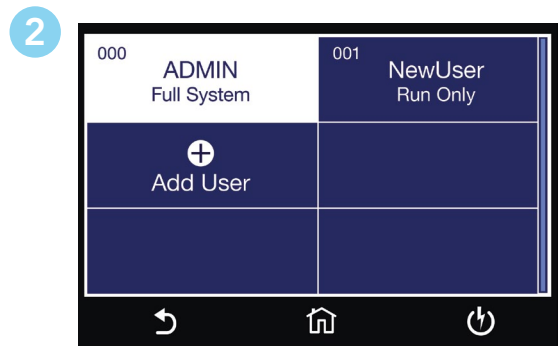 2
000
ADMIN
Full System
001
NewUser
Run Only
Add User